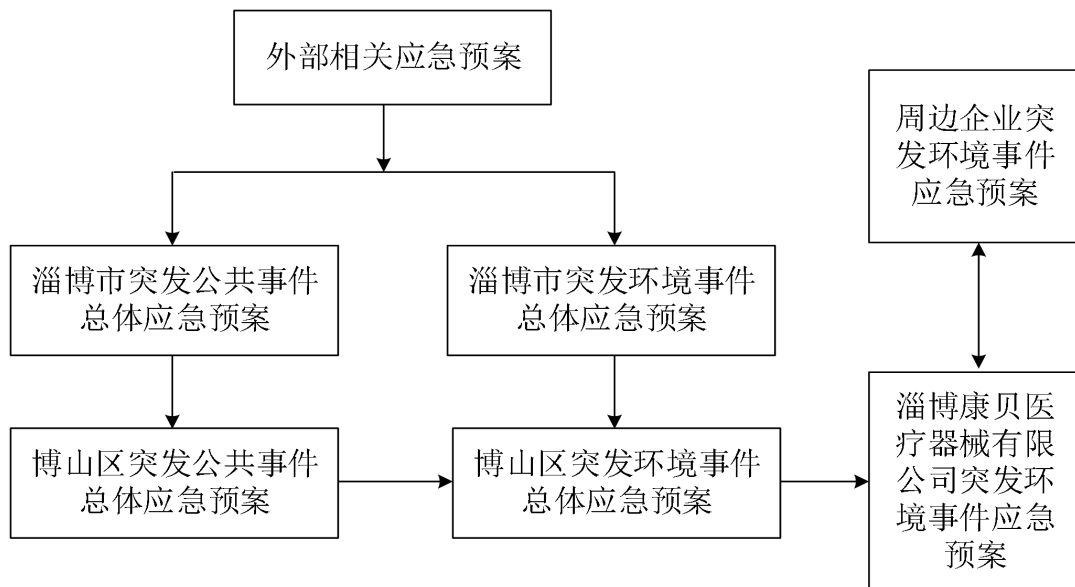 外部相关应急预案
周边企业突
发环境事件
应急预案
淄博市突发公共事件
总体应急预案
淄博市突发环境事件
总体应急预案
博山区突发公共事件
总体应急预案
博山区突发环境事件
总体应急预案
淄博康贝医
疗器械有限
公司突发环
境事件应急
预案